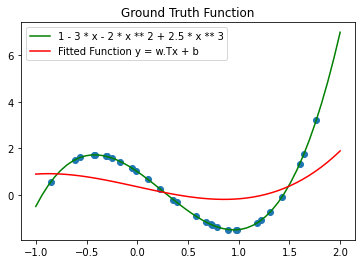 Ground Truth Function
1 - 3 * x - 2 * x ** 2 + 2.5 * x ** 3
Fitted Function y = w.Tx + b
6
4
2
0
-1.0 -0.5 0.0 0.5 1.0 1.5 2.0